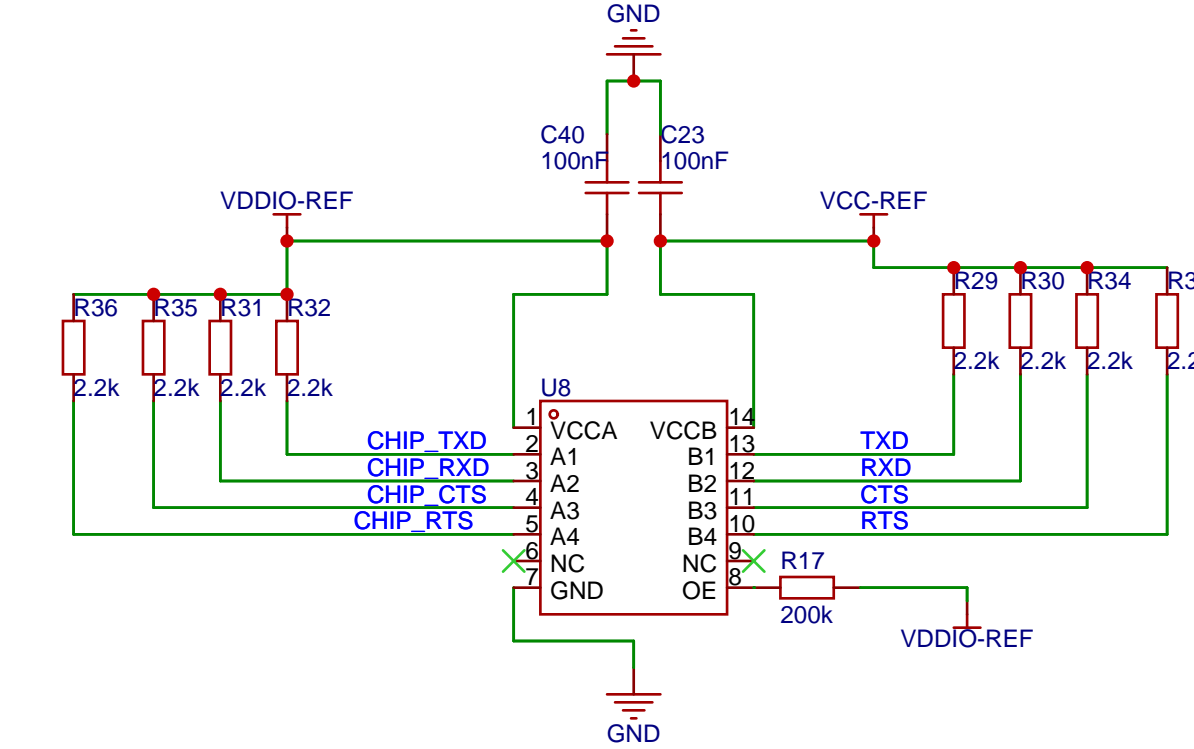 GND
C40 C23
100nF 100nF
VDDIO-REF VCC-REF
R29 R30 R34
R36 R35 R31 R32
2.2k 2.2k 2.2k
2.2k 2.2k 2.2k 2.2k U8
1 VCCA VCCB 14
CHIP_TXD 2 A1 B1 13 TXD
CHIP_RXD 3 A2 B2 12 RXD
CHIP_CTS 4 A3 B3 11 CTS
CHIP_RTS 5 A4 B4 10 RTS
6 NC NC 9 R17
7 GND OE 8
200k
VDDIO-REF
GND